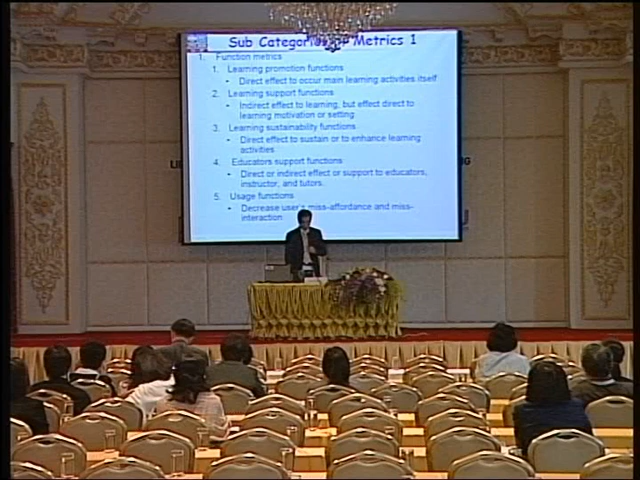 Sub Categories Metrics 1
1. Function metrics
1. Learning promotion functions
• Direct effect to occur main learning activities itself
2. Learning support functions
• Indirect effect to learning, but effect direct to
learning motivation or setting
3. Learning sustainability functions
• Direct effect to sustain or to enhance learning
activities
4. Educators support functions
• Direct or indirect effect or support to educators,
instructor, and tutors.
5. Usage functions
• Decrease user's miss-affordance and miss-
interaction